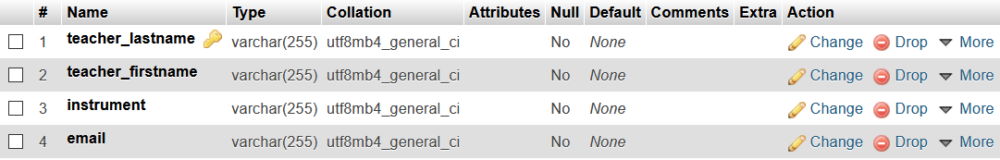 # Name Type Collation Attributes Null Default Comments Extra Action
1 teacher_lastname varchar(255) utf8mb4_general_ci No None Change Drop More
2 teacher_firstname varchar(255) utf8mb4_general_ci No None Change Drop More
3 instrument varchar(255) utf8mb4_general_ci No None Change Drop More
4 email varchar(255) utf8mb4_general_ci No None Change Drop More